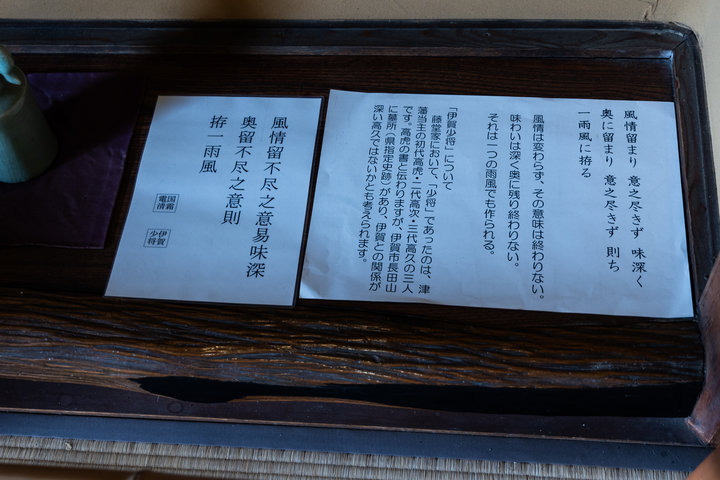 風情留まり 意之尽きず 味深く
奥に留まり 意之尽きず 則ち
一雨風に拵る
風情は変わらず、その意味は終わりない。
味わいは深く奥に残り終わりない。
それは一つの雨風でも作られる。
「伊賀少将」について
藤堂家において、「少将」であったのは、津
藩当主の初代高虎・二代高次・三代高久の三人
です。高虎の書と伝わりますが、伊賀市長田山
に墓所（県指定史跡）があり、伊賀との関係が
深い高久ではないかとも考えられます。
風情留不尽之意易味深
奥留不尽之意則
拵一雨風
国霜
電清
伊賀
少将